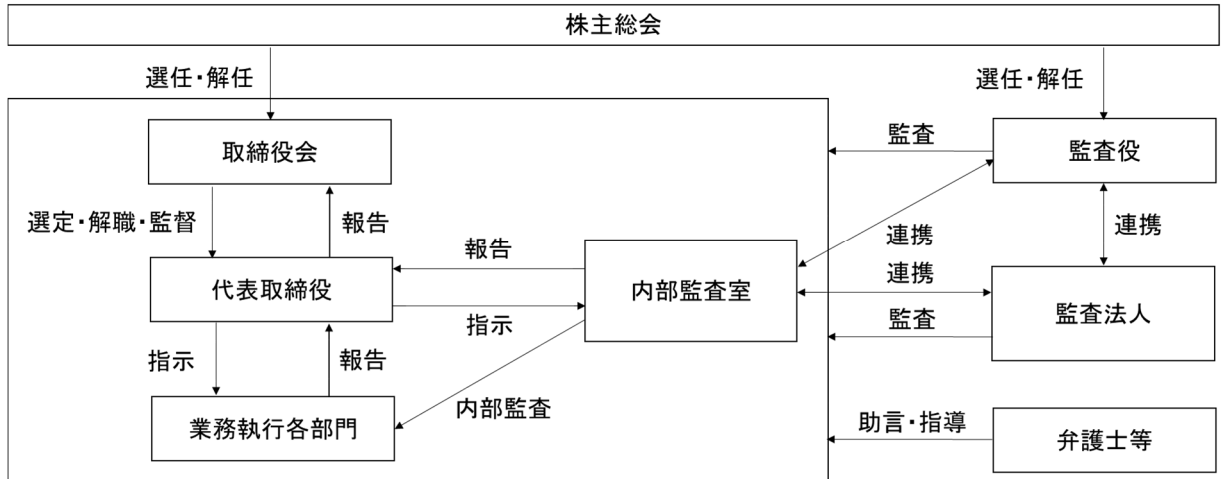 株主総会
選任・解任
選任・解任
取締役会
監査
監査役
選定・解職・監督
報告
連携
連携
報告
代表取締役
内部監査室
連携
監査法人
指示
監査
指示
報告
業務執行各部門
内部監査
助言・指導
弁護士等